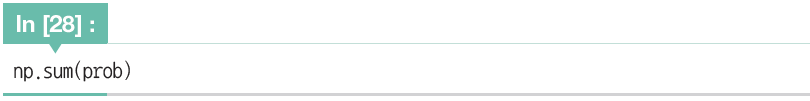 In [28] :
np.sum(prob)